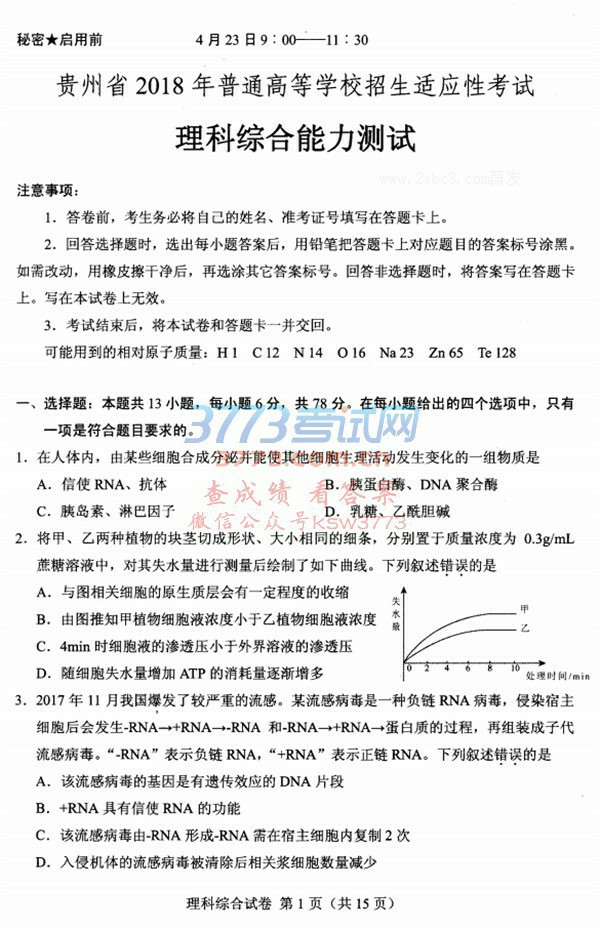 秘密★启用前 4月23日9：00——11：30
贵州省2018年普通高等学校招生适应性考试
理科综合能力测试
www.2abc8.com首发
注意事项：
1．答卷前，考生务必将自己的姓名、准考证号填写在答题卡上。
2．回答选择题时，选出每小题答案后，用铅笔把答题卡上对应题目的答案标号涂黑。
如需改动，用橡皮擦干净后，再选涂其它答案标号。回答非选择题时，将答案写在答题卡
上。写在本试卷上无效。
3．考试结束后，将本试卷和答题卡一并交回。
可能用到的相对原子质量：H 1 C 12 N 14 O 16 Na 23 Zn 65 Te 128
一、选择题：本题共13小题，每小题6分，共78分。在每小题给出的四个选项中，只有
一项是符合题目要求的。
3773考试网
1．在人体内，由某些细胞合成分泌并能使其他细胞生理活动发生变化的一组物质是
3773.com.cn
A．信使RNA、抗体 B．胰蛋白酶、DNA聚合酶
查成绩 看答案
C．胰岛素、淋巴因子 D．乳糖、乙酰胆碱
微信公众号ksw3773
2．将甲、乙两种植物的块茎切成形状、大小相同的细条，分别置于质量浓度为 0.3g/mL
蔗糖溶液中，对其失水量进行测量后绘制了如下曲线。下列叙述错误的是
A．与图相关细胞的原生质层会有一定程度的收缩
B．由图推知甲植物细胞液浓度小于乙植物细胞液浓度
C．4min时细胞液的渗透压小于外界溶液的渗透压
D．随细胞失水量增加ATP的消耗量逐渐增多
失水量
甲
乙
0 2 4 6 8 10
处理时间/min
3．2017年11月我国爆发了较严重的流感。某流感病毒是一种负链RNA病毒，侵染宿主
细胞后会发生-RNA→+RNA→-RNA 和-RNA→+RNA→蛋白质的过程，再组装成子代
流感病毒。“-RNA”表示负链RNA，“+RNA”表示正链RNA。下列叙述错误的是
A．该流感病毒的基因是有遗传效应的DNA片段
B．+RNA具有信使RNA的功能
C．该流感病毒由-RNA形成-RNA需在宿主细胞内复制2次
D．入侵机体的流感病毒被清除后相关浆细胞数量减少
理科综合试卷 第1页（共15页）